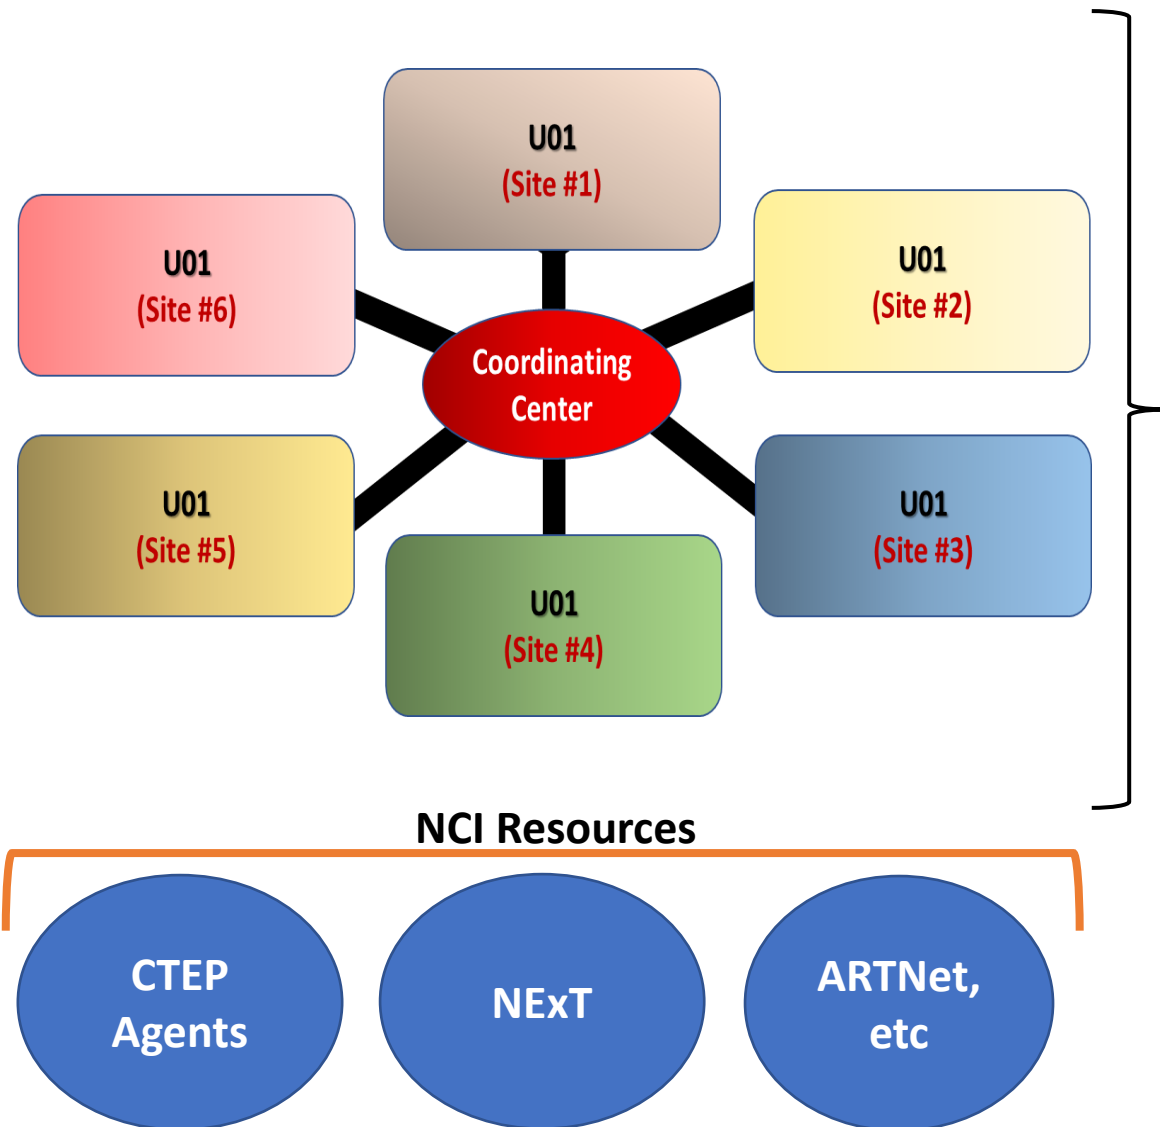 U01
(Site #1)
U01
(Site #6)
U01
(Site #2)
Coordinating
Center
U01
(Site #5)
U01
(Site #3)
U01
(Site #4)
NCI Resources
CTEP
Agents
NExT
ARTNet,
etc